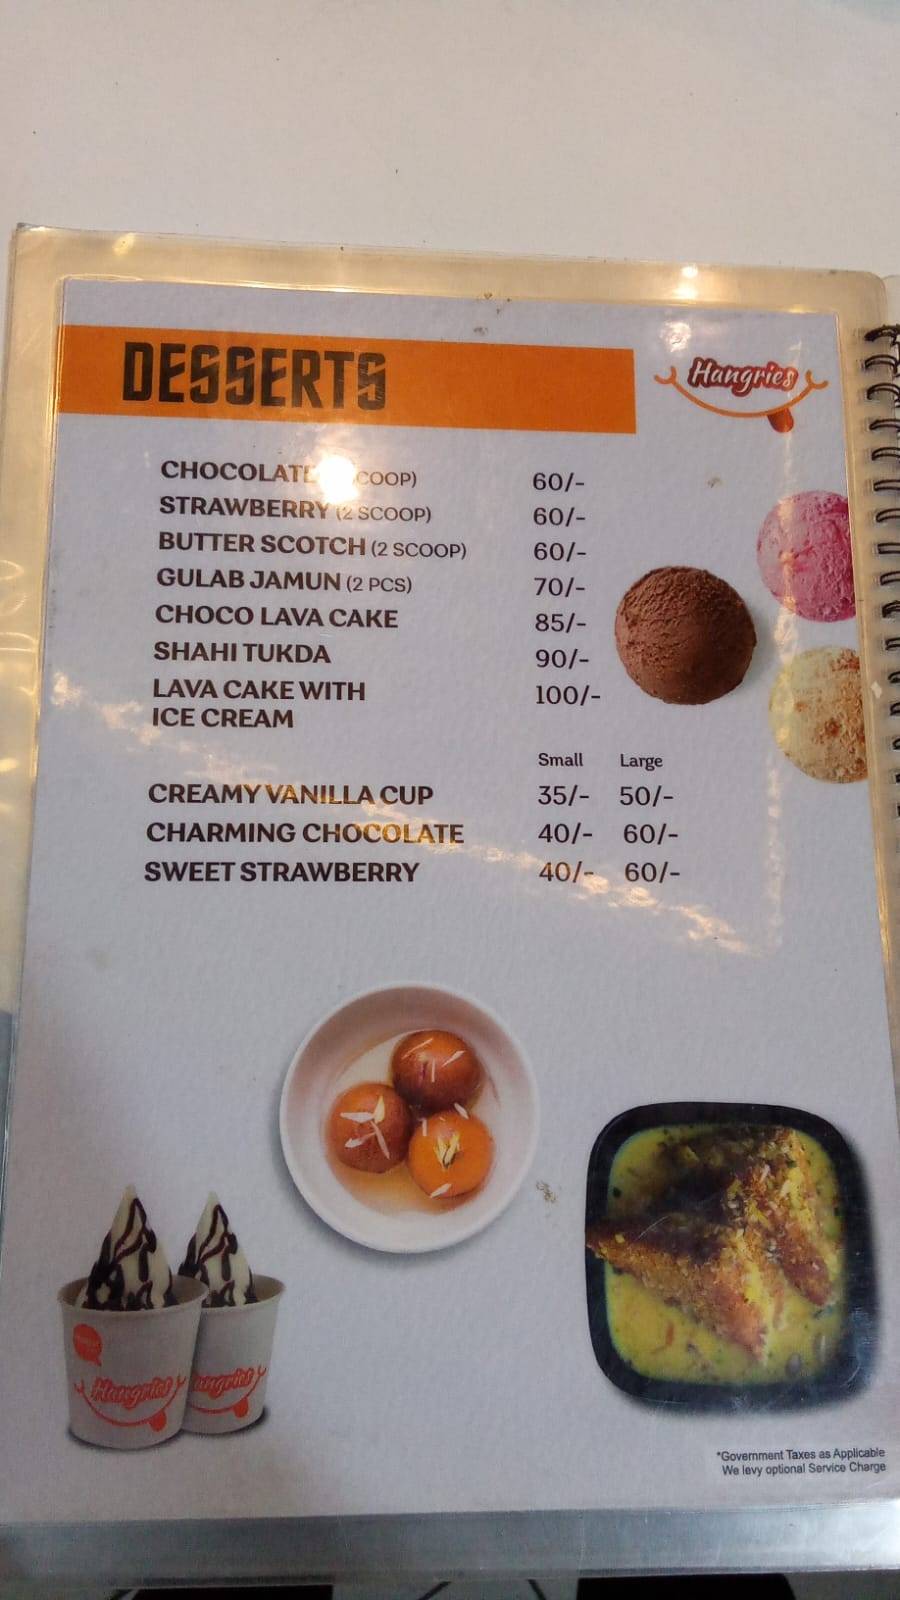 DESSERTS
Hangries
CHOCOLATE SCOOP) 60/-
STRAWBERRY (2 SCOOP) 60/-
BUTTER SCOTCH (2 SCOOP) 60/-
GULAB JAMUN (2 PCS) 70/-
CHOCO LAVA CAKE 85/-
SHAHI TUKDA 90/-
LAVA CAKE WITH 100/-
ICE CREAM
Small Large
CREAMY VANILLA CUP 35/- 50/-
CHARMING CHOCOLATE 40/- 60/-
SWEET STRAWBERRY 40/- 60/-
Hangries
angries
*Government Taxes as Applicable
We levy optional Service Charge